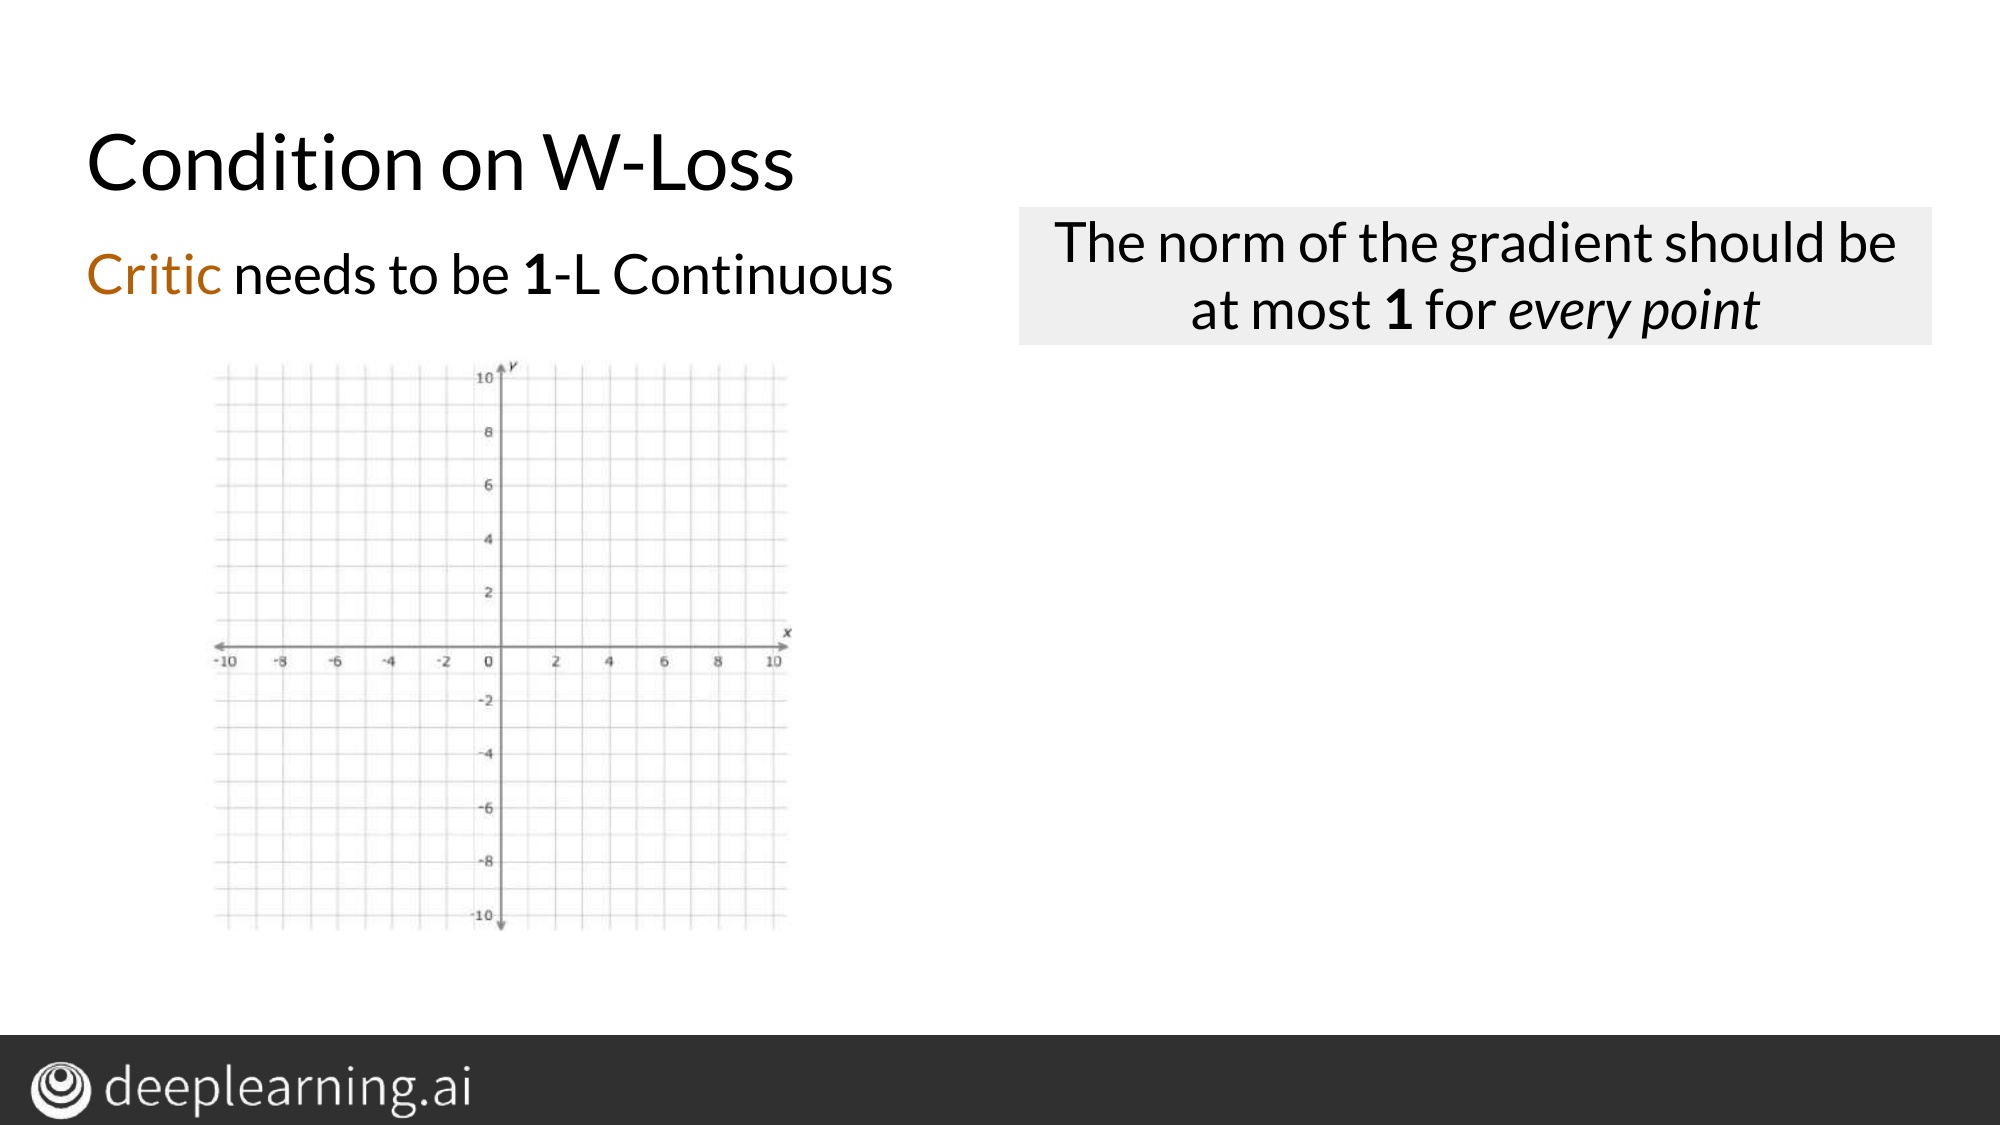 Condition on W-Loss
Critic needs to be 1-L Continuous
The norm of the gradient should be
at most 1 for every point
y
10
8
6
4
2
x
-10 -8 -6 -4 -2 0 2 4 6 8 10
-2
-4
-6
-8
-10
deeplearning.ai